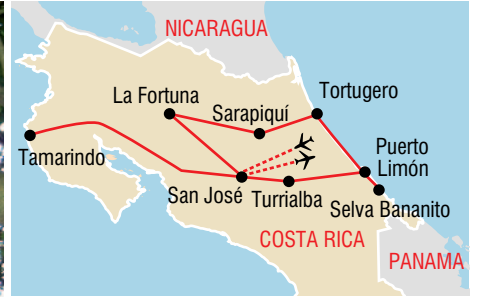 NICARAGUA
La Fortuna
Tortugero
Sarapiquí
Tamarindo
Puerto
Limón
San José
Turrialba
Selva Bananito
COSTA RICA
PANAMA